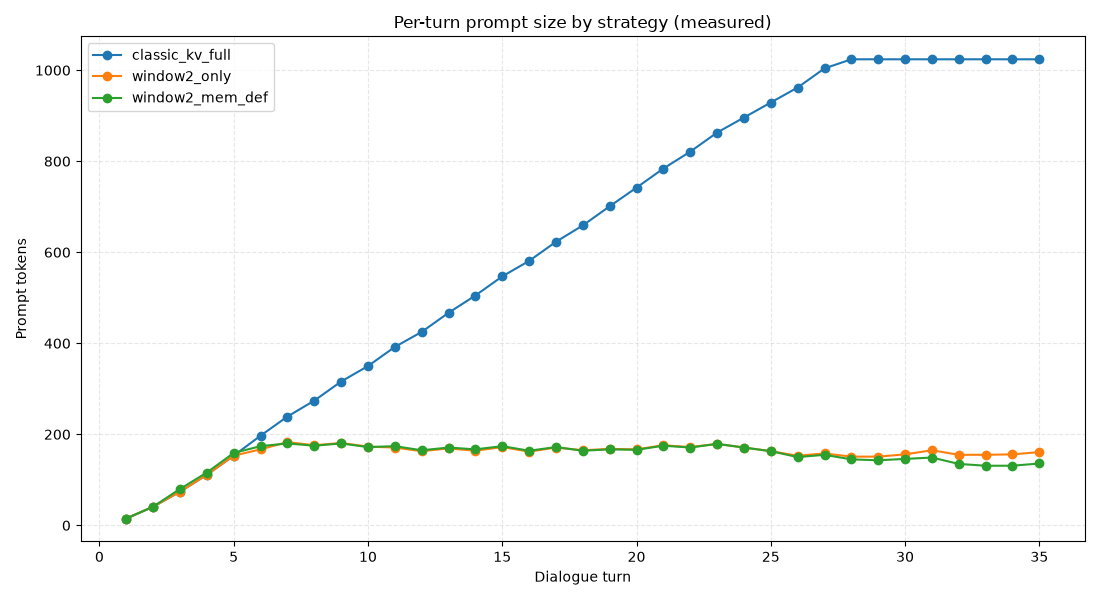 Per-turn prompt size by strategy (measured)
classic_kv_full
window2_only
window2_mem_def
Prompt tokens
1000
800
600
400
200
0
0 5 10 15 20 25 30 35
Dialogue turn